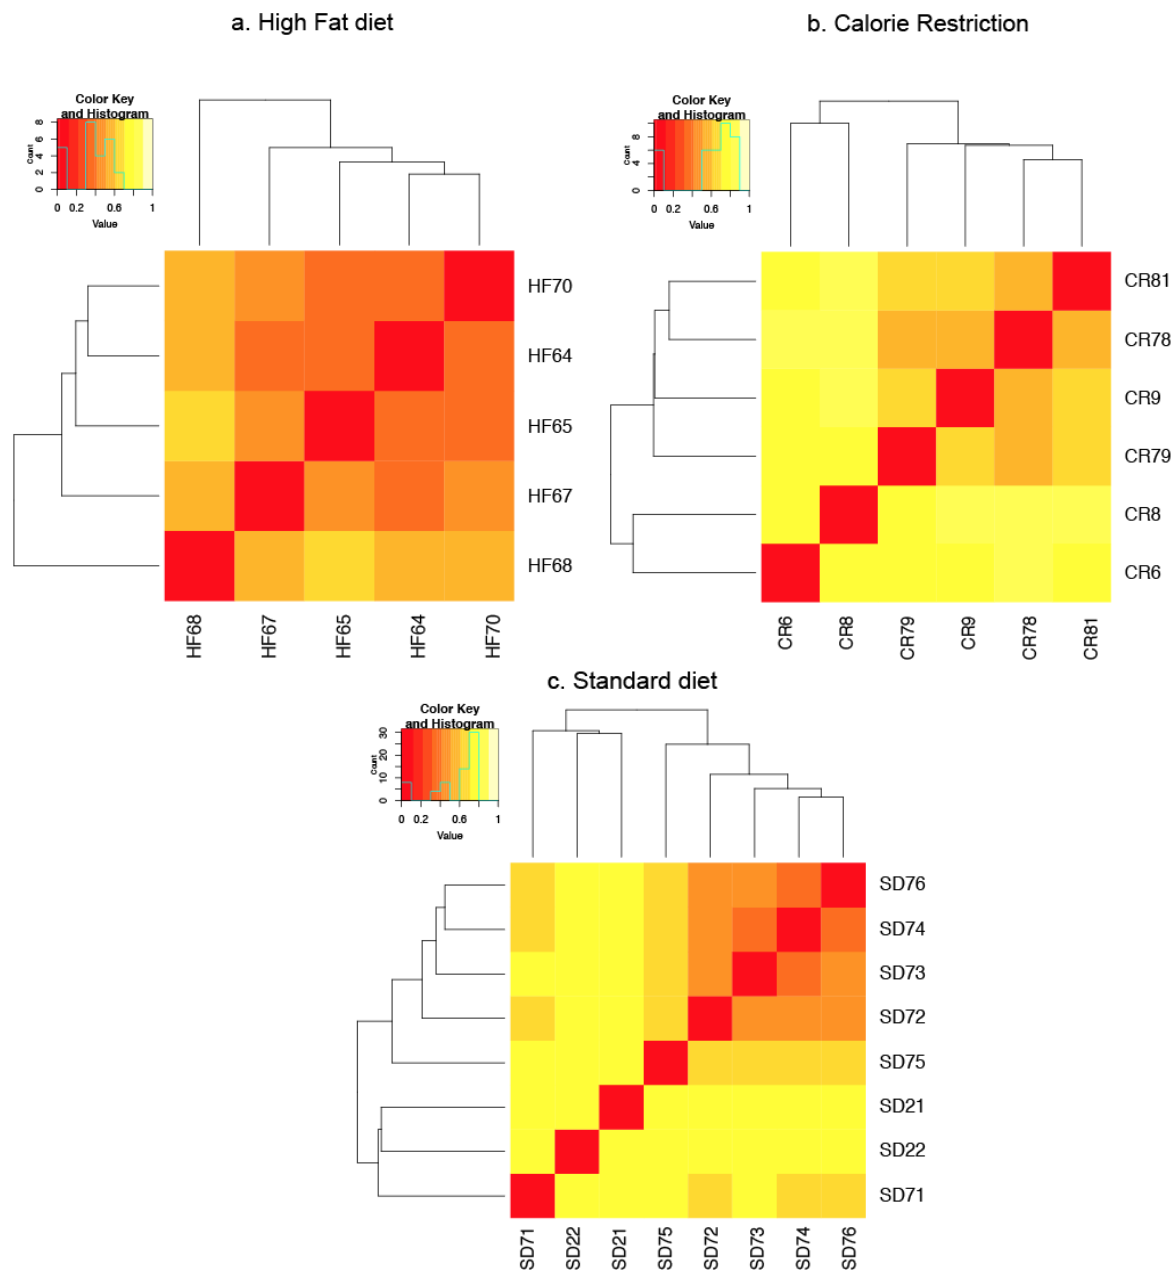 a. High Fat diet
b. Calorie Restriction
Color Key
and Histogram
Count
0 2 4 6 8
0 0.2 0.6 1
Value
HF70
HF64
HF65
HF67
HF68
HF68 HF67 HF65 HF64 HF70
Color Key
and Histogram
Count
0 4 8
0 0.2 0.6 1
Value
CR81
CR78
CR9
CR79
CR8
CR6
CR6 CR8 CR79 CR9 CR78 CR81
c. Standard diet
Color Key
and Histogram
Count
0 10 20 30
0 0.2 0.6 1
Value
SD76
SD74
SD73
SD72
SD75
SD21
SD22
SD71
SD71 SD22 SD21 SD75 SD72 SD73 SD74 SD76